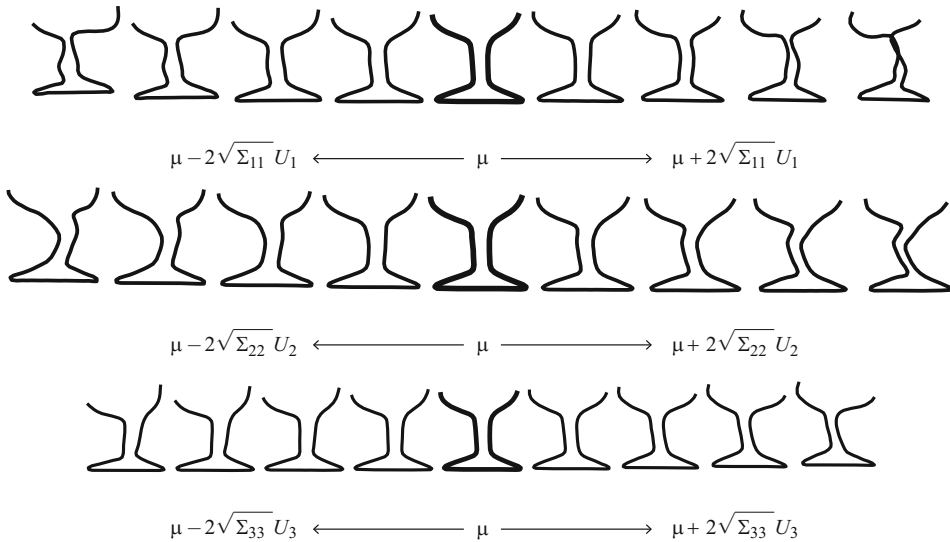 μ − 2√Σ₁₁ U₁ ← μ → μ + 2√Σ₁₁ U₁
μ − 2√Σ₂₂ U₂ ← μ → μ + 2√Σ₂₂ U₂
μ − 2√Σ₃₃ U₃ ← μ → μ + 2√Σ₃₃ U₃